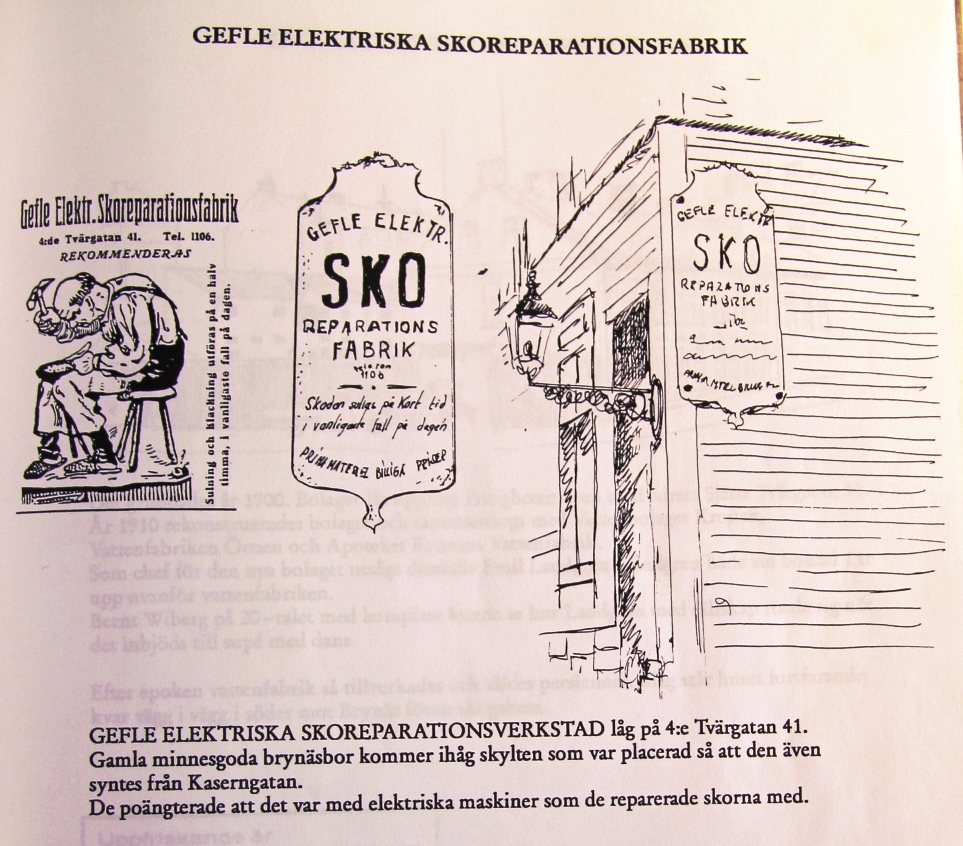 GEFLE ELEKTRISKA SKOREPARATIONSFABRIK
Gefle Elektr. Skoreparationsfabrik
4:de Tvärgatan 41. Tel. 1106.
REKOMMENDERAS
Sulning och klackning utföras på en half
timma, i vanligaste fall på dagen.
GEFLE ELEKTR.
SKO
REPARATIONS
FABRIK
1106
Skodon sulas på kort tid
i vanligaste fall på dagen
PRIMA MATEREZ BILLIGA PRISER
GEFLE ELEKTR
SKO
REPARATIONS
FABRIK
GEFLE ELEKTRISKA SKOREPARATIONSVERKSTAD låg på 4:e Tvärgatan 41.
Gamla minnesgoda brynäsbor kommer ihåg skylten som var placerad så att den även
syntes från Kaserngatan.
De poängterade att det var med elektriska maskiner som de reparerade skorna med.